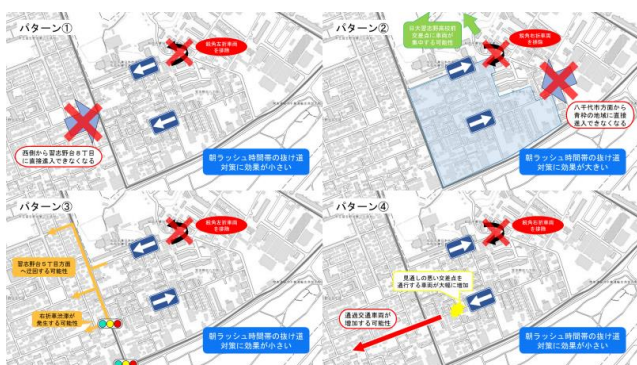 パターン①
鋭角左折車両
を排除
西側から習志野台8丁目
に直接進入できなくなる
朝ラッシュ時間帯の抜け道
対策に効果が小さい
パターン②
交差点に車両が
集中する可能性
鋭角右折車両
を排除
八千代市方面から
青枠の地域に直接
進入できなくなる
朝ラッシュ時間帯の抜け道
対策に効果が大きい
パターン③
鋭角左折車両
を排除
習志野台5丁目方面
へ迂回する可能性
右折車渋滞が
発生する可能性
朝ラッシュ時間帯の抜け道
対策に効果が小さい
パターン④
鋭角右折車両
を排除
見通しの悪い交差点を
通行する車両が大幅に増加
通過交通車両が
増加する可能性
朝ラッシュ時間帯の抜け道
対策に効果が小さい